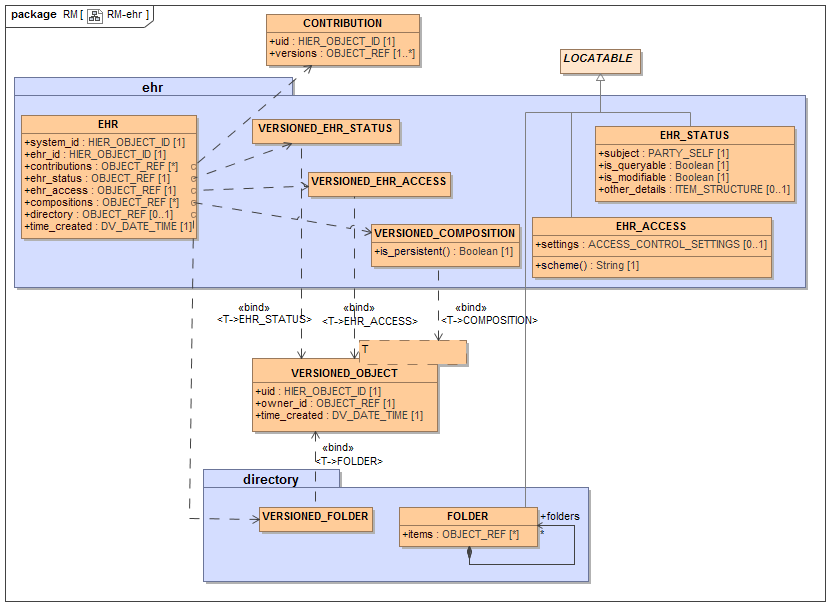 package RM [ RM-ehr ]
CONTRIBUTION
+uid : HIER_OBJECT_ID [1]
+versions : OBJECT_REF [1..*]
LOCATABLE
ehr
EHR
+system_id : HIER_OBJECT_ID [1]
+ehr_id : HIER_OBJECT_ID [1]
+contributions : OBJECT_REF [*]
+ehr_status : OBJECT_REF [1]
+ehr_access : OBJECT_REF [1]
+compositions : OBJECT_REF [*]
+directory : OBJECT_REF [0..1]
+time_created : DV_DATE_TIME [1]
VERSIONED_EHR_STATUS
VERSIONED_EHR_ACCESS
VERSIONED_COMPOSITION
+is_persistent() : Boolean [1]
EHR_STATUS
+subject : PARTY_SELF [1]
+is_queryable : Boolean [1]
+is_modifiable : Boolean [1]
+other_details : ITEM_STRUCTURE [0..1]
EHR_ACCESS
+settings : ACCESS_CONTROL_SETTINGS [0..1]
+scheme() : String [1]
«bind»
<T->EHR_STATUS>
«bind»
<T->EHR_ACCESS>
«bind»
<T->COMPOSITION>
T
VERSIONED_OBJECT
+uid : HIER_OBJECT_ID [1]
+owner_id : OBJECT_REF [1]
+time_created : DV_DATE_TIME [1]
«bind»
<T->FOLDER>
directory
VERSIONED_FOLDER
FOLDER
+items : OBJECT_REF [*]
+folders
*